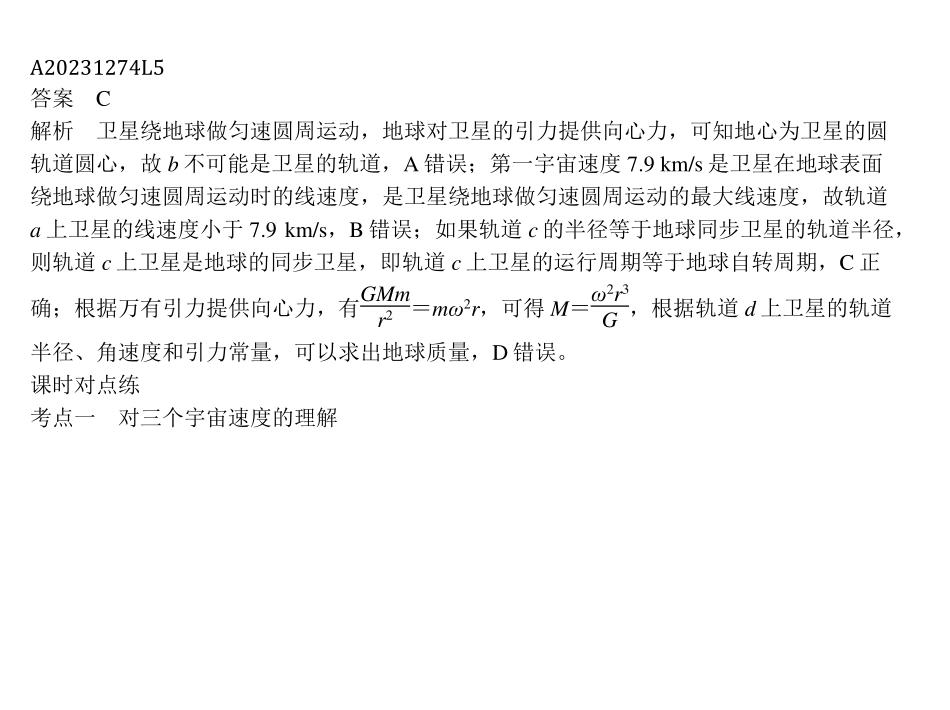 A20231274L5
答案　C
解析　卫星绕地球做匀速圆周运动，地球对卫星的引力提供向心力，可知地心为卫星的圆
轨道圆心，故 b 不可能是卫星的轨道，A 错误；第一宇宙速度 7.9 km/s 是卫星在地球表面
绕地球做匀速圆周运动时的线速度，是卫星绕地球做匀速圆周运动的最大线速度，故轨道
a 上卫星的线速度小于 7.9 km/s，B 错误；如果轨道 c 的半径等于地球同步卫星的轨道半径，
则轨道 c 上卫星是地球的同步卫星，即轨道 c 上卫星的运行周期等于地球自转周期，C 正
确；根据万有引力提供向心力，有 GMm/r² ＝mω²r，可得 M＝ω²r³/G，根据轨道 d 上卫星的轨道
半径、角速度和引力常量，可以求出地球质量，D 错误。
课时对点练
考点一　对三个宇宙速度的理解